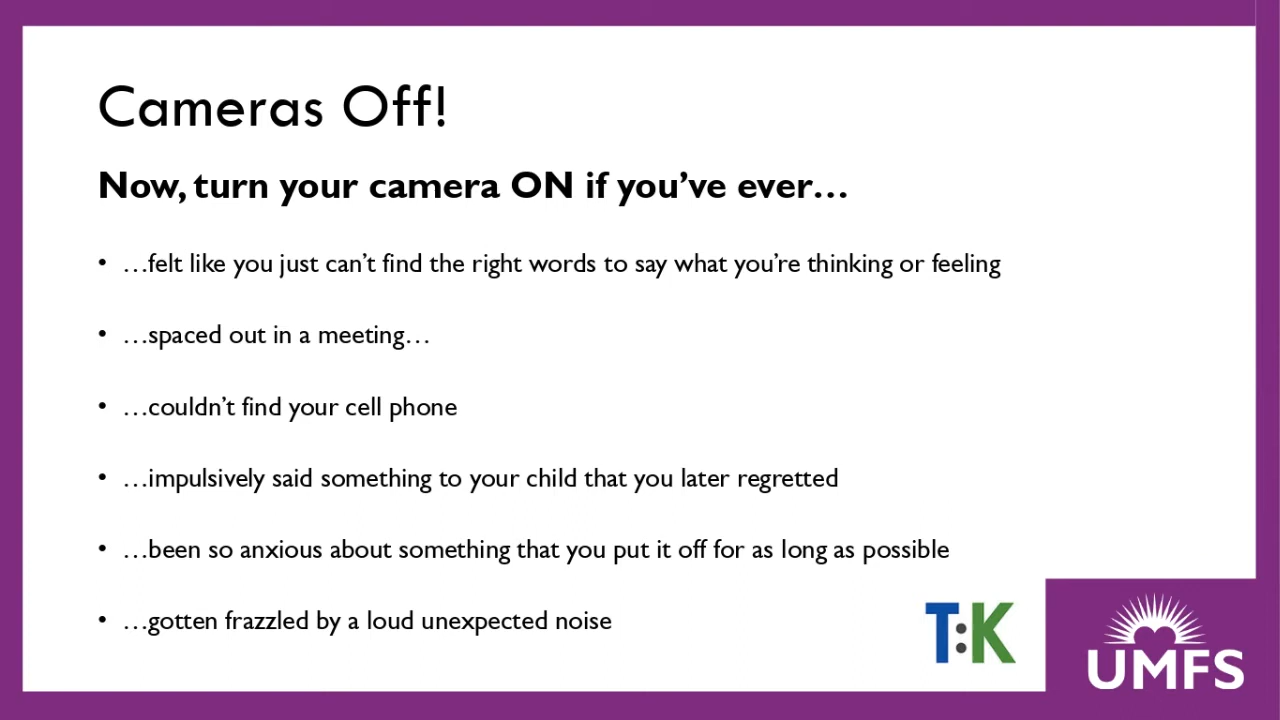 Cameras Off!
Now, turn your camera ON if you’ve ever…
• …felt like you just can’t find the right words to say what you’re thinking or feeling
• …spaced out in a meeting…
• …couldn’t find your cell phone
• …impulsively said something to your child that you later regretted
• …been so anxious about something that you put it off for as long as possible
• …gotten frazzled by a loud unexpected noise
T:K
UMFS